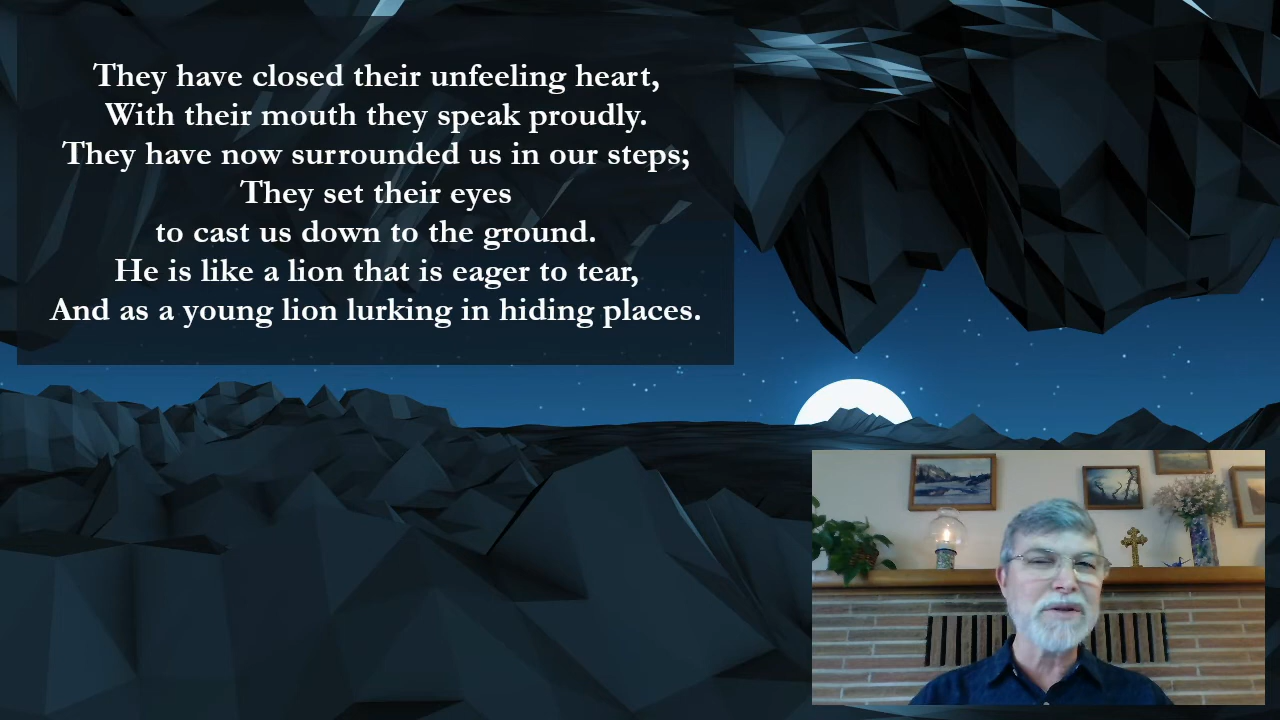 They have closed their unfeeling heart,
With their mouth they speak proudly.
They have now surrounded us in our steps;
They set their eyes
to cast us down to the ground.
He is like a lion that is eager to tear,
And as a young lion lurking in hiding places.